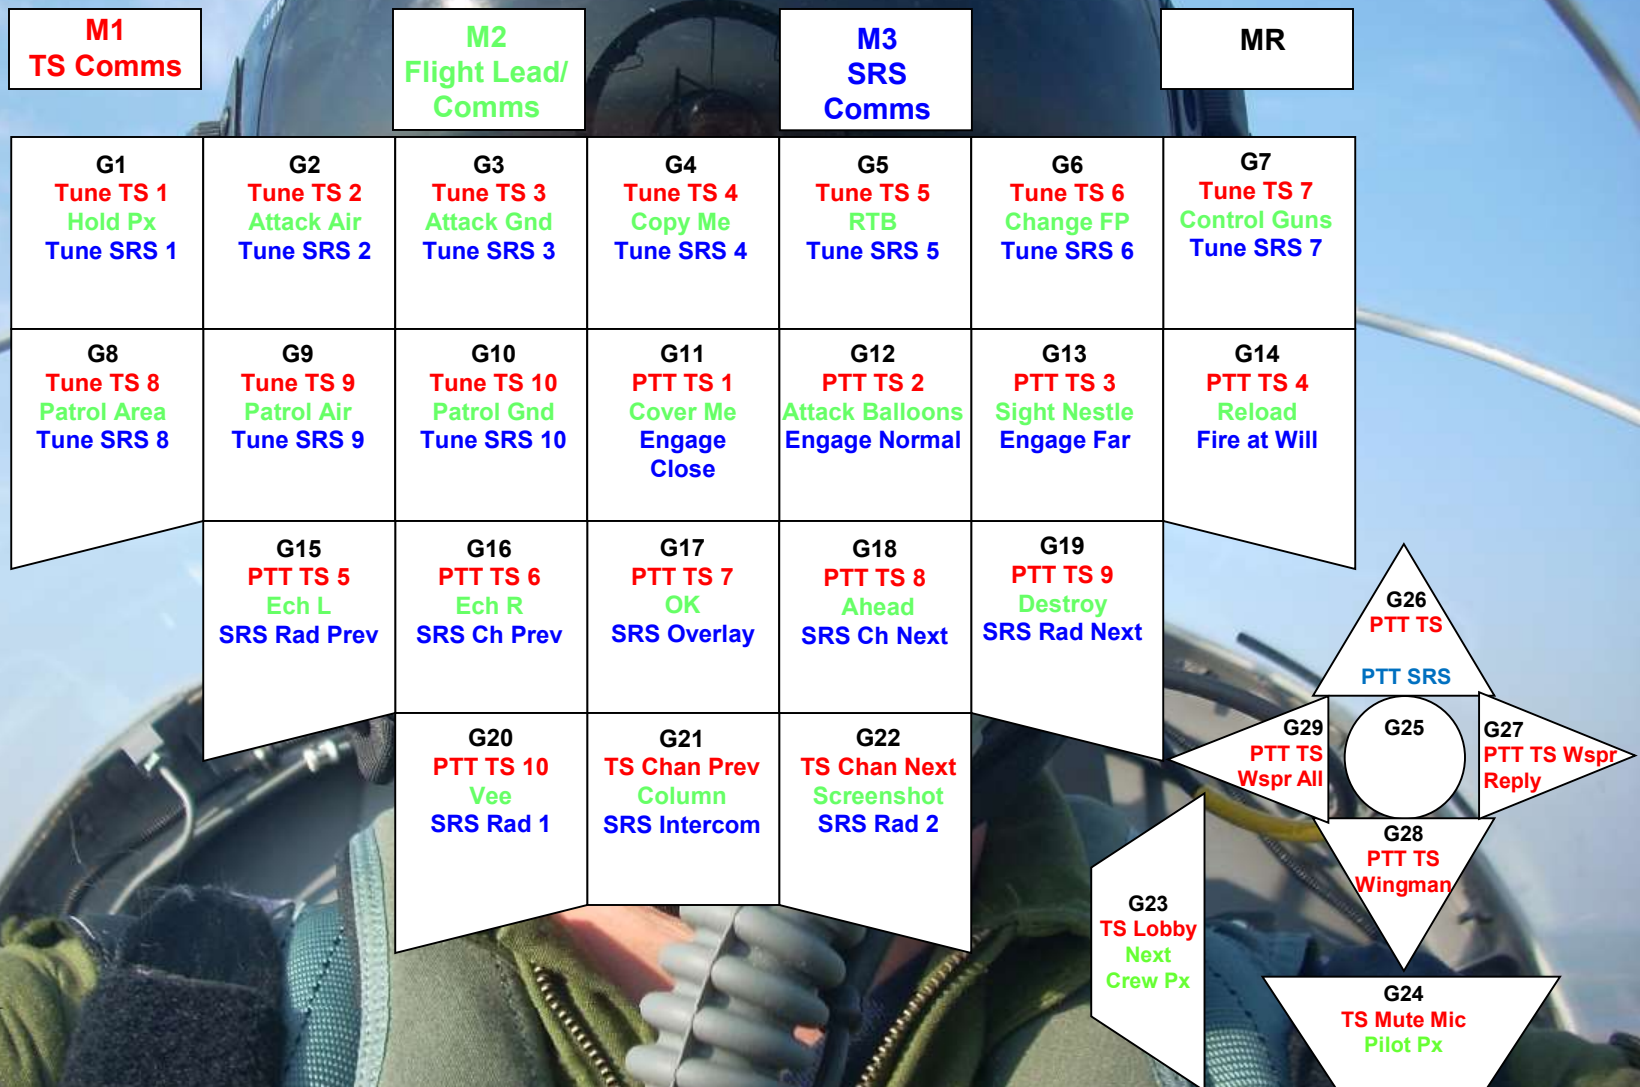 M1
TS Comms
M2
Flight Lead/
Comms
M3
SRS
Comms
MR
G1
Tune TS 1
Hold Px
Tune SRS 1
G2
Tune TS 2
Attack Air
Tune SRS 2
G3
Tune TS 3
Attack Gnd
Tune SRS 3
G4
Tune TS 4
Copy Me
Tune SRS 4
G5
Tune TS 5
RTB
Tune SRS 5
G6
Tune TS 6
Change FP
Tune SRS 6
G7
Tune TS 7
Control Guns
Tune SRS 7
G8
Tune TS 8
Patrol Area
Tune SRS 8
G9
Tune TS 9
Patrol Air
Tune SRS 9
G10
Tune TS 10
Patrol Gnd
Tune SRS 10
G11
PTT TS 1
Cover Me
Engage
Close
G12
PTT TS 2
Attack Balloons
Engage Normal
G13
PTT TS 3
Sight Nestle
Engage Far
G14
PTT TS 4
Reload
Fire at Will
G15
PTT TS 5
Ech L
SRS Rad Prev
G16
PTT TS 6
Ech R
SRS Ch Prev
G17
PTT TS 7
OK
SRS Overlay
G18
PTT TS 8
Ahead
SRS Ch Next
G19
PTT TS 9
Destroy
SRS Rad Next
G20
PTT TS 10
Vee
SRS Rad 1
G21
TS Chan Prev
Column
SRS Intercom
G22
TS Chan Next
Screenshot
SRS Rad 2
G26
PTT TS
PTT SRS
G29
PTT TS
Wspr All
G25
G27
PTT TS Wspr
Reply
G28
PTT TS
Wingman
G23
TS Lobby
Next
Crew Px
G24
TS Mute Mic
Pilot Px